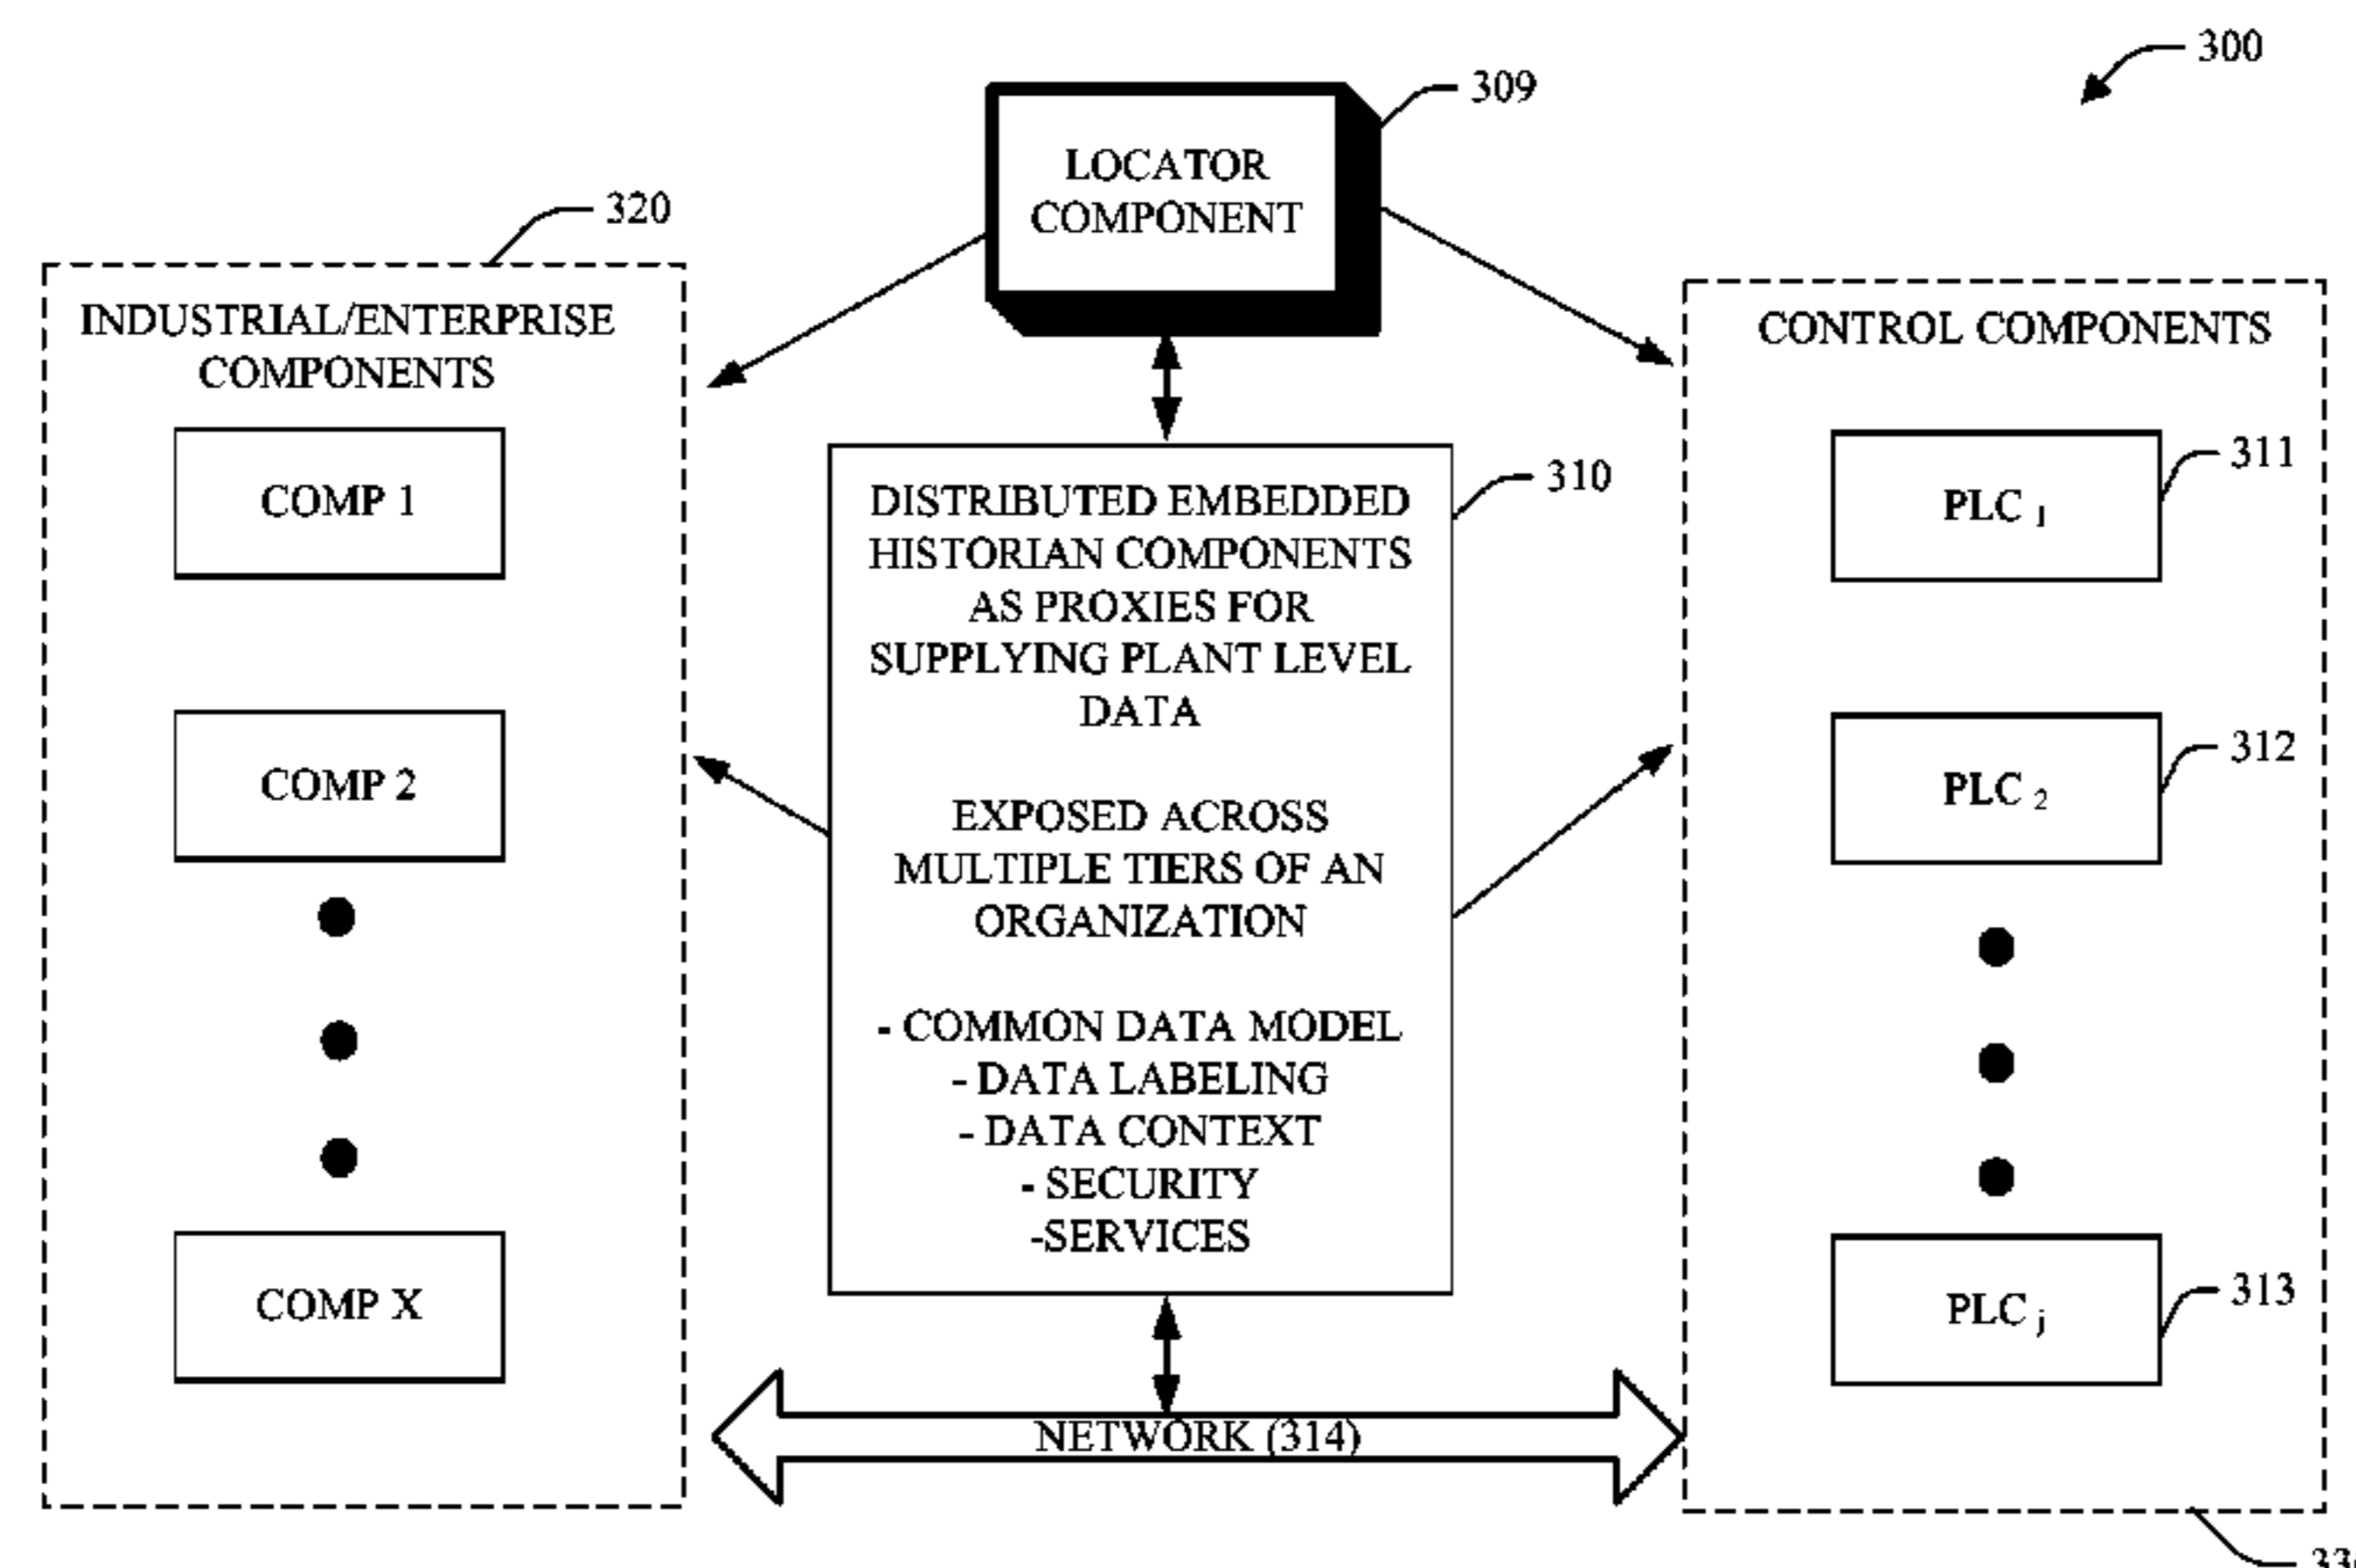 300
309
LOCATOR
COMPONENT
320
INDUSTRIAL/ENTERPRISE
COMPONENTS
COMP 1
COMP 2
COMP X
310
DISTRIBUTED EMBEDDED
HISTORIAN COMPONENTS
AS PROXIES FOR
SUPPLYING PLANT LEVEL
DATA
EXPOSED ACROSS
MULTIPLE TIERS OF AN
ORGANIZATION
- COMMON DATA MODEL
- DATA LABELING
- DATA CONTEXT
- SECURITY
-SERVICES
CONTROL COMPONENTS
PLC 1
311
PLC 2
312
PLC j
313
NETWORK (314)